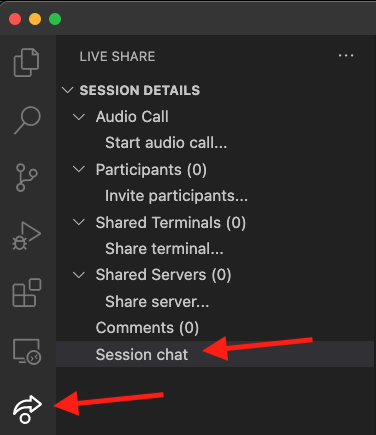 LIVE SHARE
SESSION DETAILS
Audio Call
Start audio call...
Participants (0)
Invite participants...
Shared Terminals (0)
Share terminal...
Shared Servers (0)
Share server...
Comments (0)
Session chat